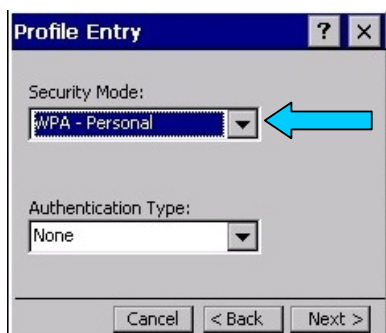 Profile Entry ? ×
Security Mode:
WPA - Personal
Authentication Type:
None
Cancel < Back Next >